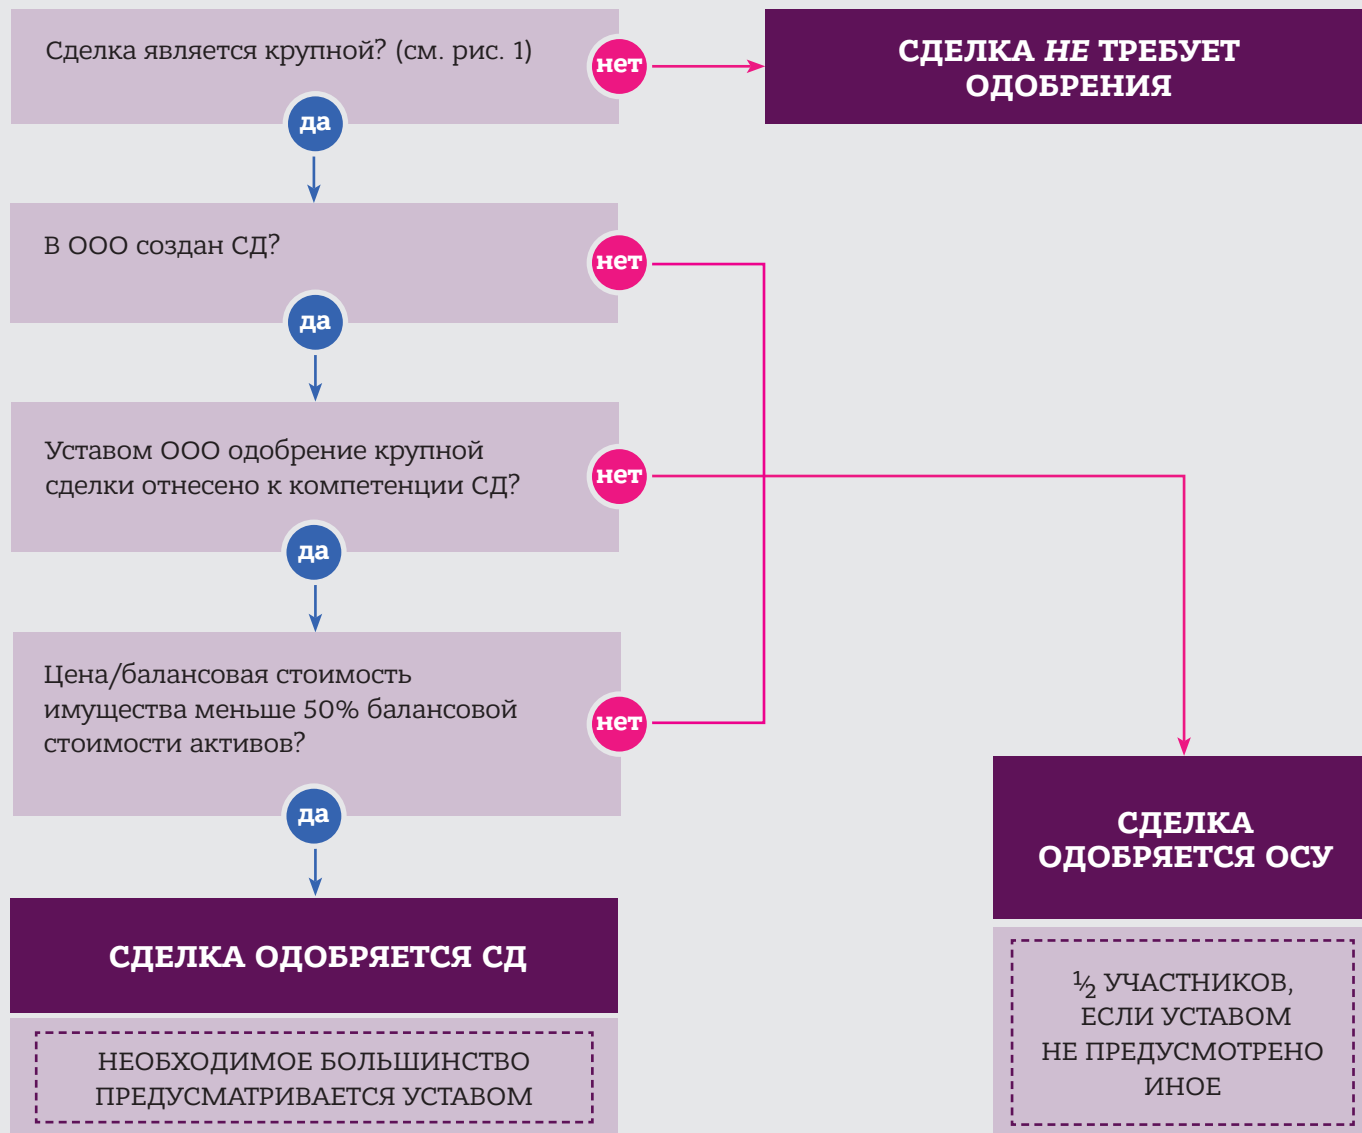 Сделка является крупной? (см. рис. 1)
нет
СДЕЛКА НЕ ТРЕБУЕТ
ОДОБРЕНИЯ
да
В ООО создан СД?
нет
да
Уставом ООО одобрение крупной
сделки отнесено к компетенции СД?
нет
да
Цена/балансовая стоимость
имущества меньше 50% балансовой
стоимости активов?
нет
да
СДЕЛКА ОДОБРЯЕТСЯ СД
НЕОБХОДИМОЕ БОЛЬШИНСТВО
ПРЕДУСМАТРИВАЕТСЯ УСТАВОМ
СДЕЛКА
ОДОБРЯЕТСЯ ОСУ
½ УЧАСТНИКОВ,
ЕСЛИ УСТАВОМ
НЕ ПРЕДУСМОТРЕНО
ИНОЕ